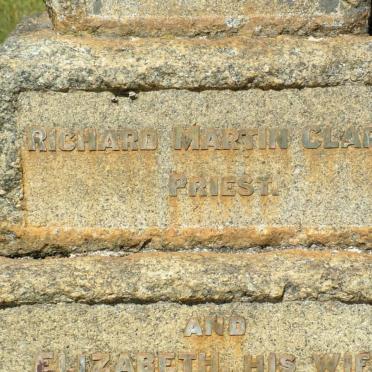 RICHARD MARTIN CLAR
PRIEST.
AND
ELIZABETH HIS WIFE